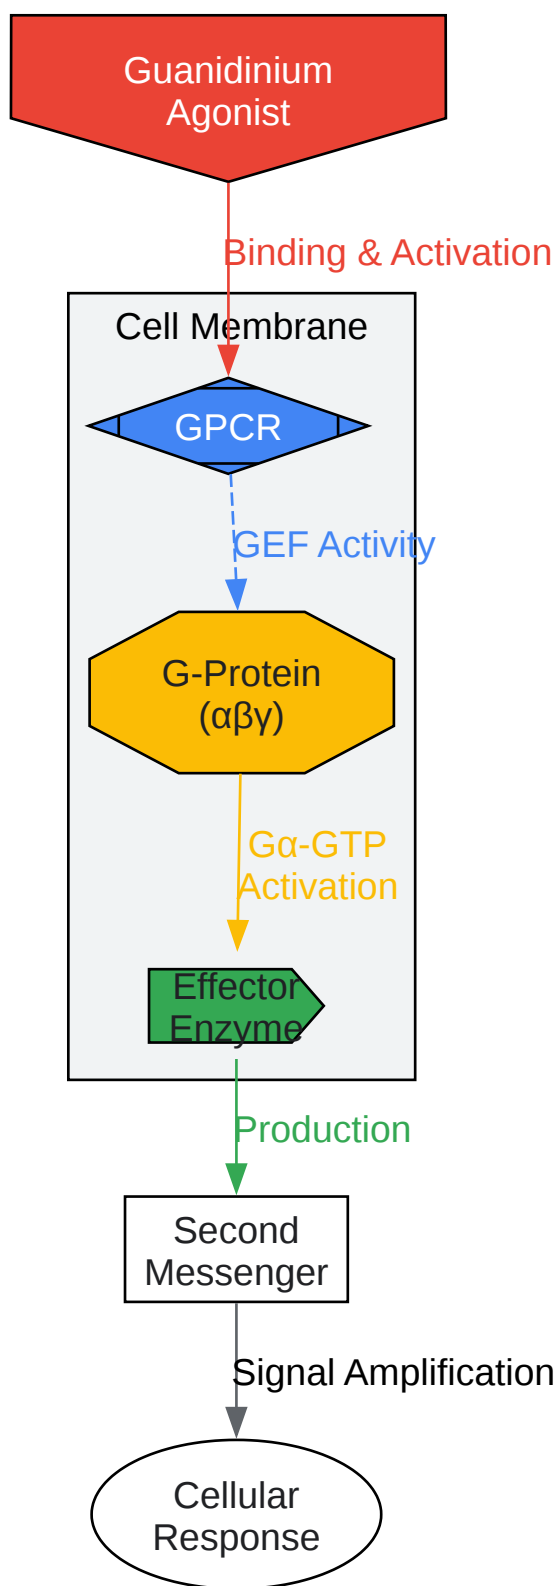 Guanidinium
Agonist
Binding & Activation
Cell Membrane
GPCR
GEF Activity
G-Protein
(αβγ)
Gα-GTP
Activation
Effector
Enzyme
Production
Second
Messenger
Signal Amplification
Cellular
Response